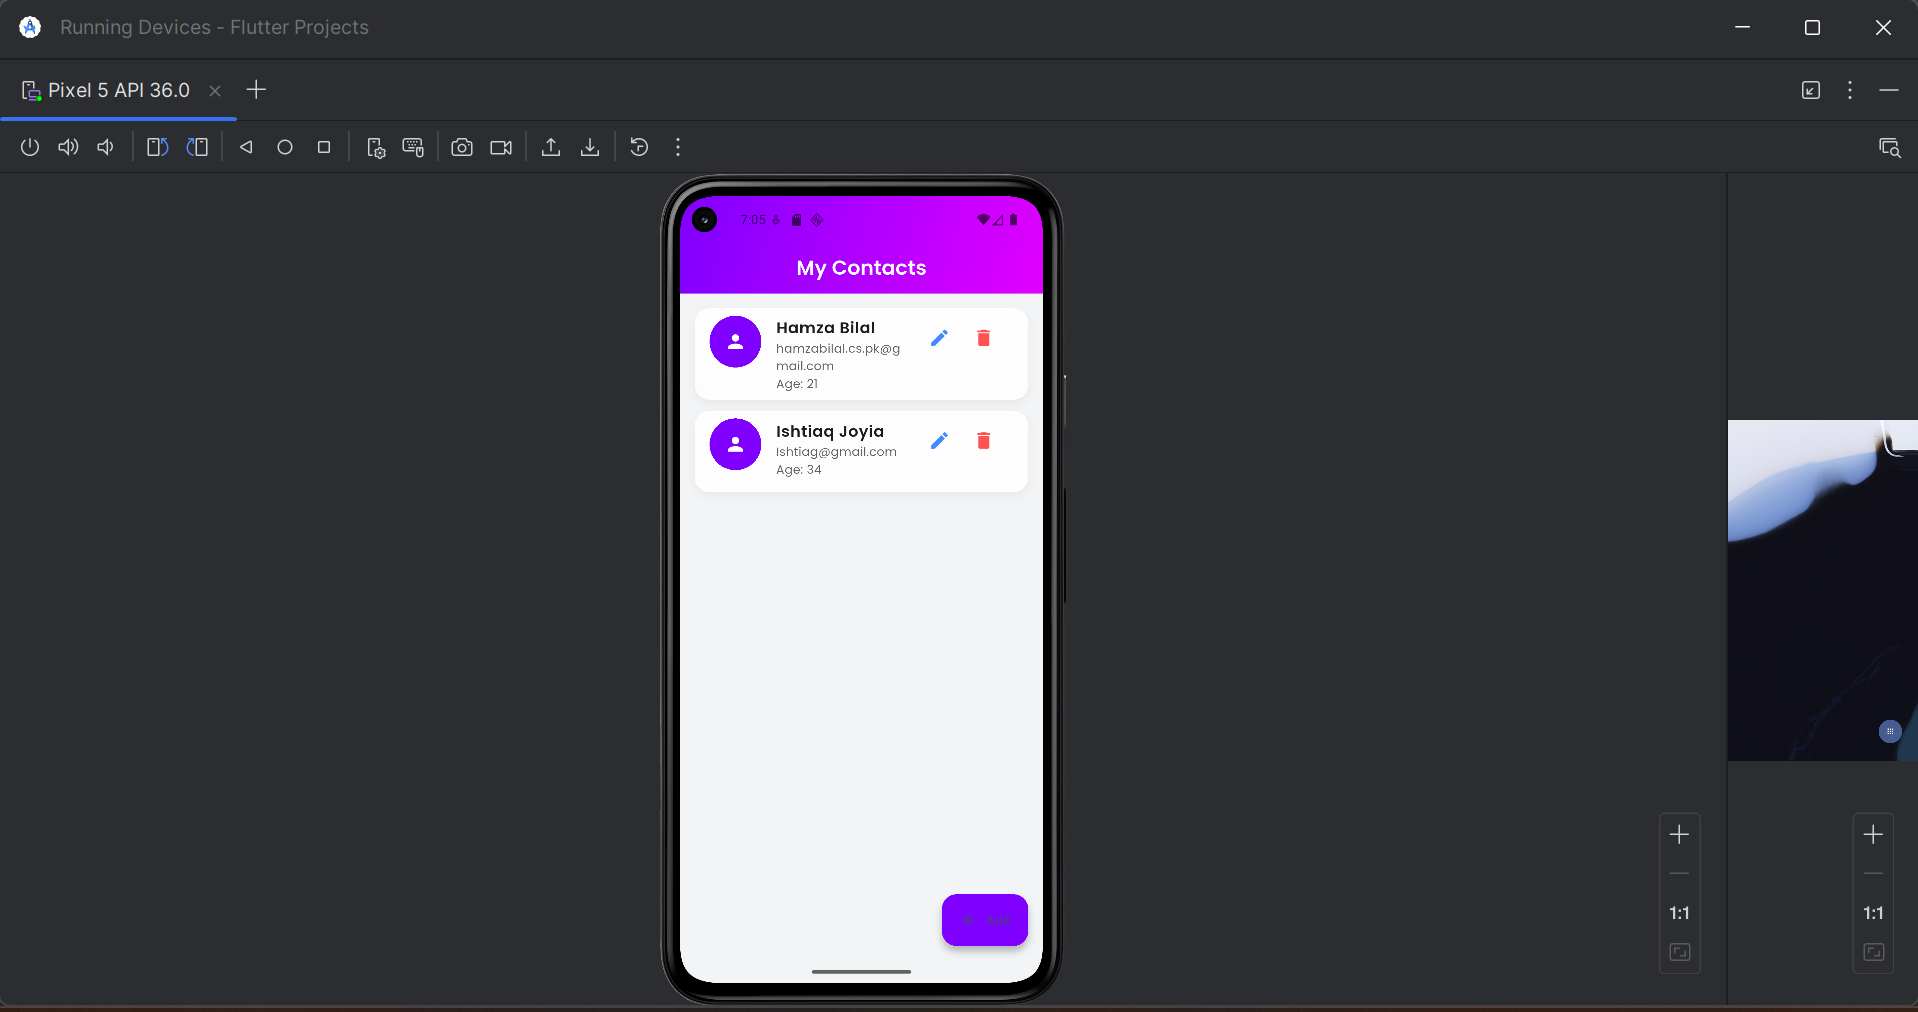 Running Devices - Flutter Projects
Pixel 5 API 36.0
7:05
My Contacts
Hamza Bilal
hamzabilal.cs.pk@g
mail.com
Age: 21
Ishtiaq Joyia
Ishtiag@gmail.com
Age: 34
Add
1:1
1:1